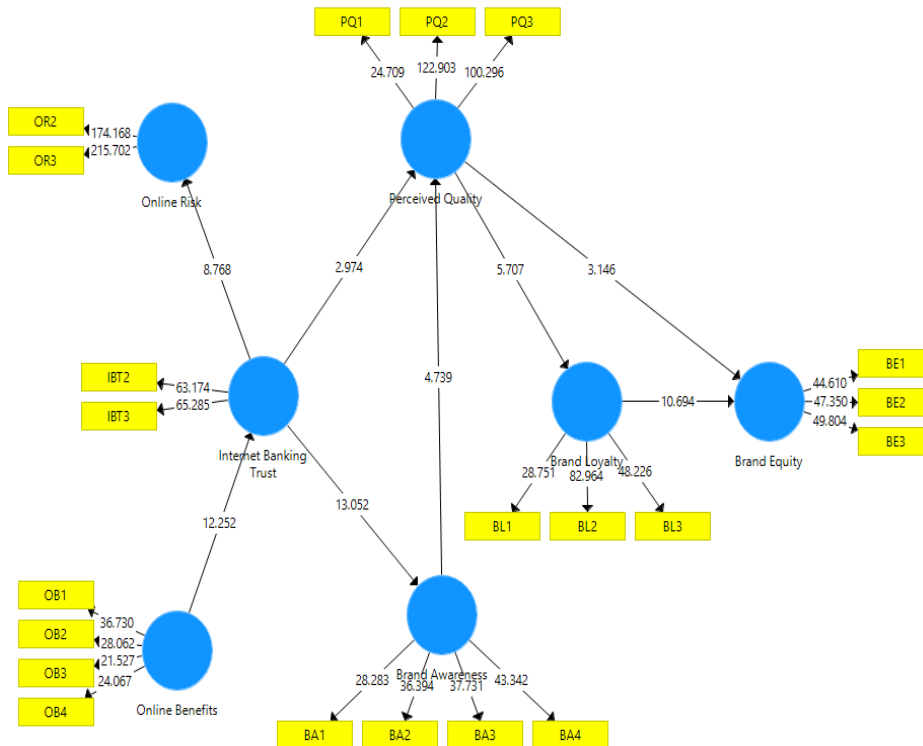 PQ1 PQ2 PQ3
24.709 122.903 100.296
OR2
174.168
OR3
215.702
Online Risk
Perceived Quality
8.768 2.974 5.707 3.146
IBT2
63.174
IBT3
65.285
Internet Banking
Trust
4.739
BE1
44.610
BE2
47.350
BE3
49.804
10.694
Brand Loyalty
Brand Equity
28.751 82.964 48.226
BL1 BL2 BL3
12.252 13.052
OB1
36.730
OB2
28.062
OB3
21.527
OB4
24.067
Online Benefits
Brand Awareness
28.283 36.394 37.731 43.342
BA1 BA2 BA3 BA4